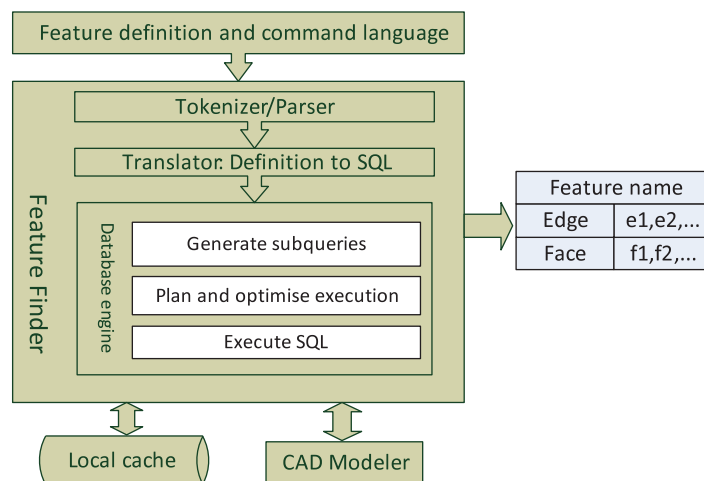 Feature definition and command language
Tokenizer/Parser
Translator: Definition to SQL
Feature Finder
Database engine
Generate subqueries
Plan and optimise execution
Execute SQL
Feature name
Edge e1,e2,...
Face f1,f2,...
Local cache
CAD Modeler